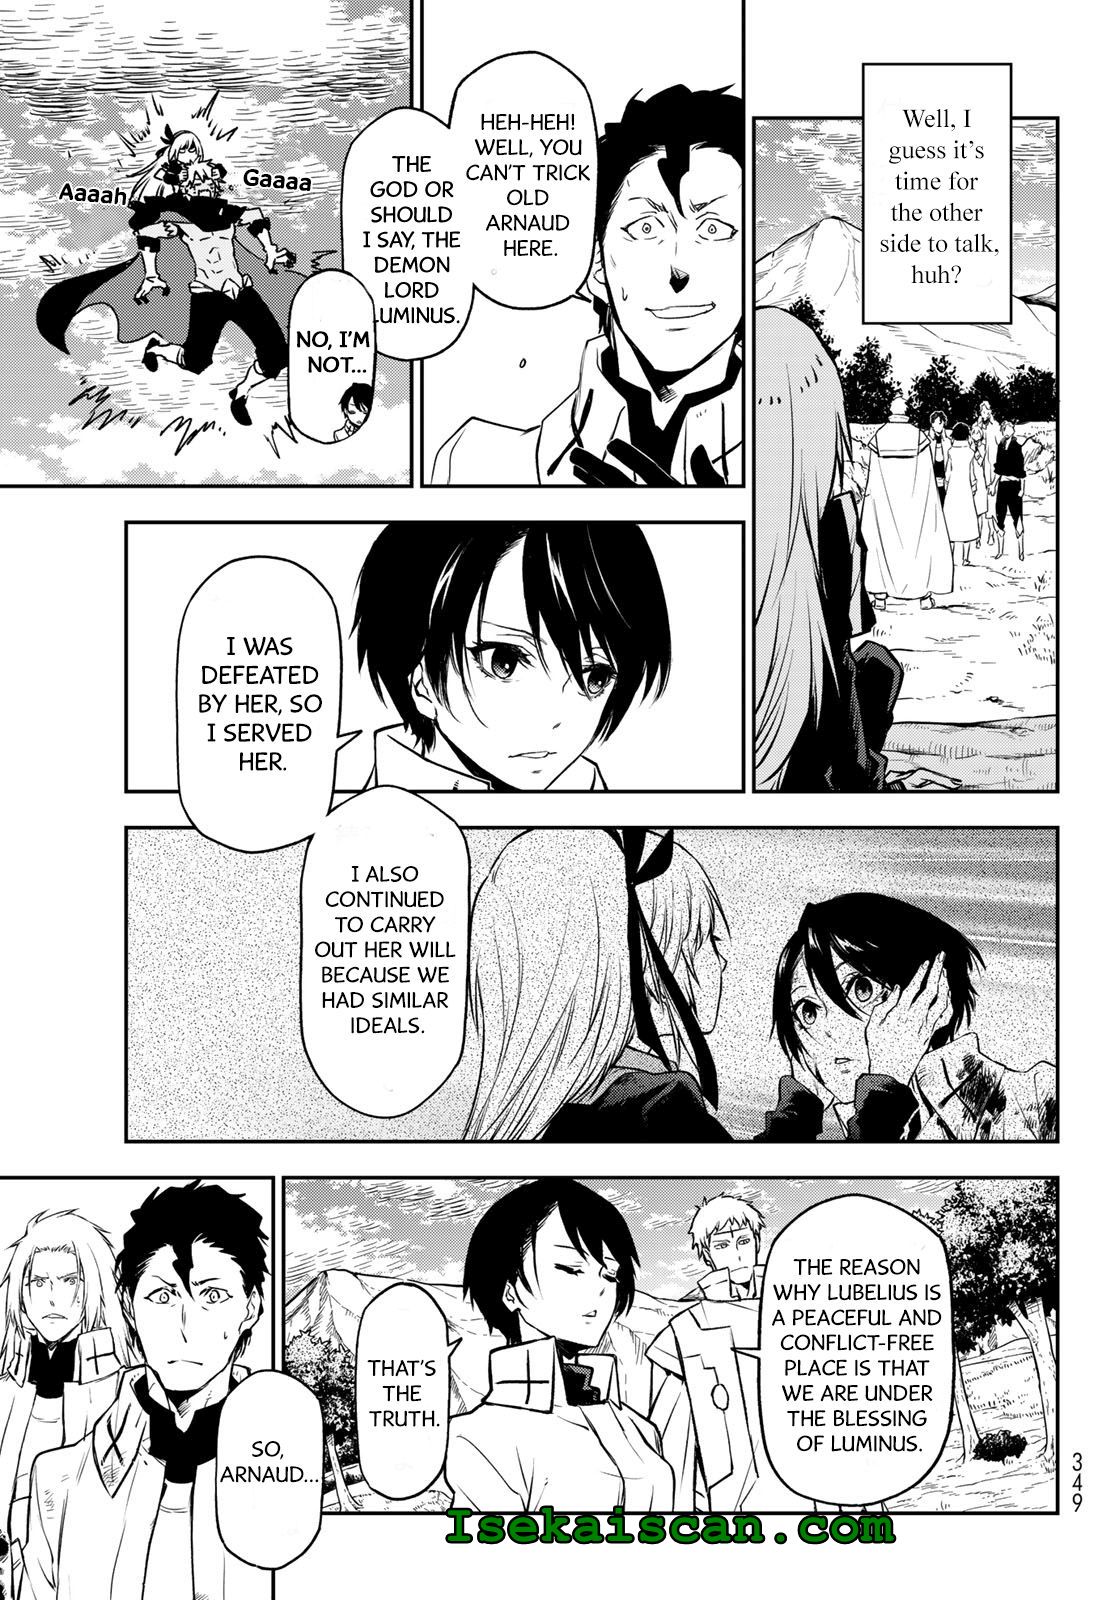 Well, I
guess it's
time for
the other
side to talk,
huh?
HEH-HEH!
WELL, YOU
CAN'T TRICK
OLD
ARNAUD
HERE.
THE
GOD OR
SHOULD
I SAY, THE
DEMON
LORD
LUMINUS.
NO, I'M
NOT...
Gaaaa
Aaaah
I WAS
DEFEATED
BY HER, SO
I SERVED
HER.
I ALSO
CONTINUED
TO CARRY
OUT HER WILL
BECAUSE WE
HAD SIMILAR
IDEALS.
THE REASON
WHY LUBELIUS IS
A PEACEFUL AND
CONFLICT-FREE
PLACE IS THAT
WE ARE UNDER
THE BLESSING
OF LUMINUS.
THAT'S
THE
TRUTH.
SO,
ARNAUD...
349
Isekaiscan.com